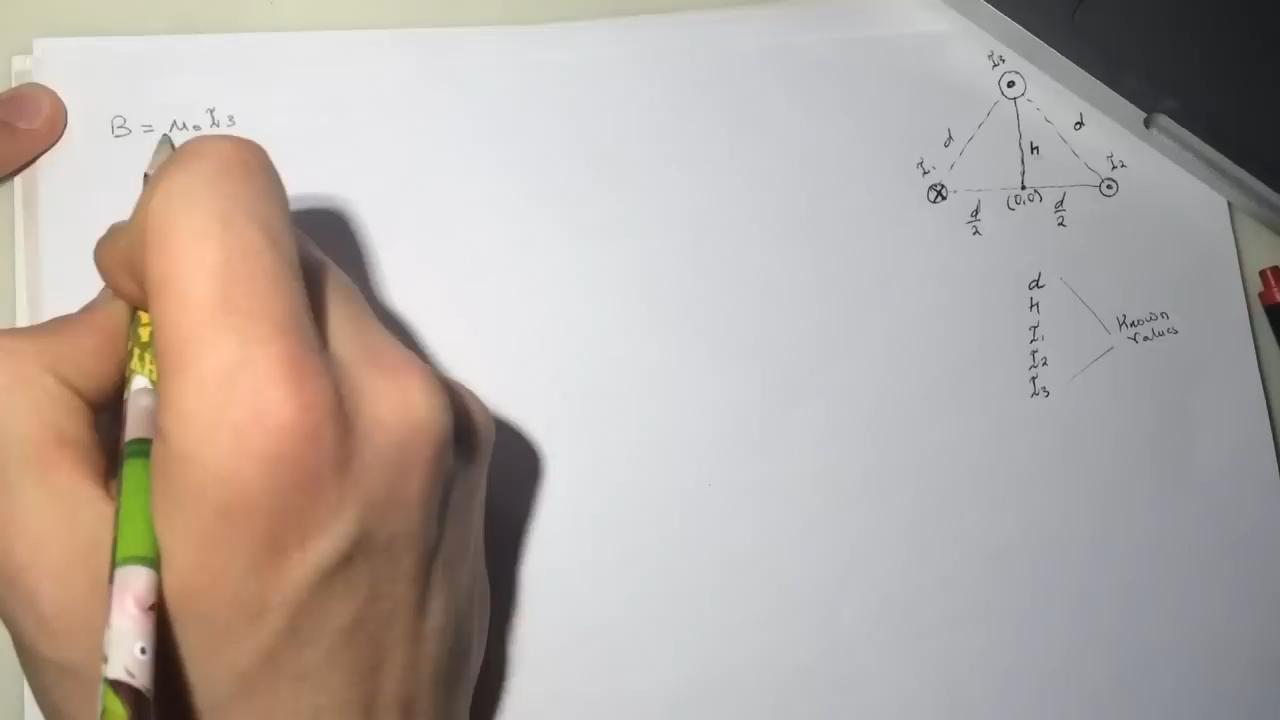 B = μ₀ I₃
I₃
d
d
h
I₁
I₂
(0,0)
d/2
d/2
d
h
I₁
I₂
I₃
Known
values